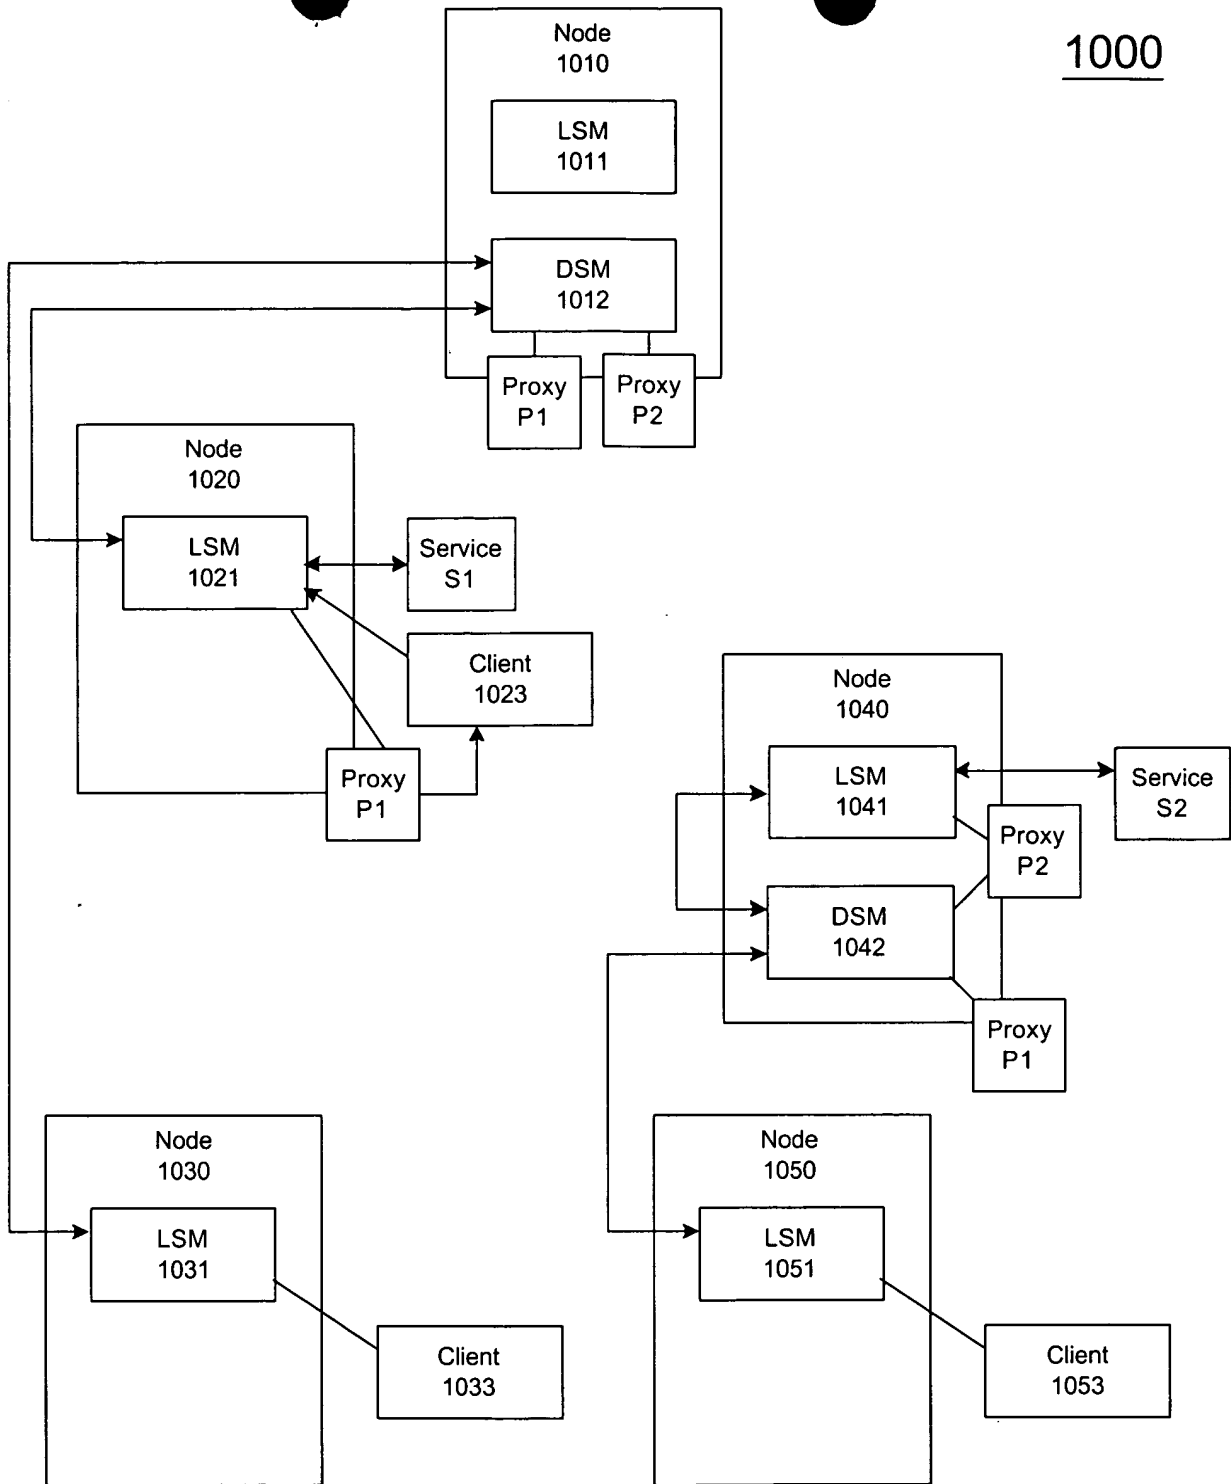 1000
Node
1010
LSM
1011
DSM
1012
Proxy
P1
Proxy
P2
Node
1020
LSM
1021
Service
S1
Client
1023
Proxy
P1
Node
1040
LSM
1041
Service
S2
Proxy
P2
DSM
1042
Proxy
P1
Node
1030
LSM
1031
Client
1033
Node
1050
LSM
1051
Client
1053